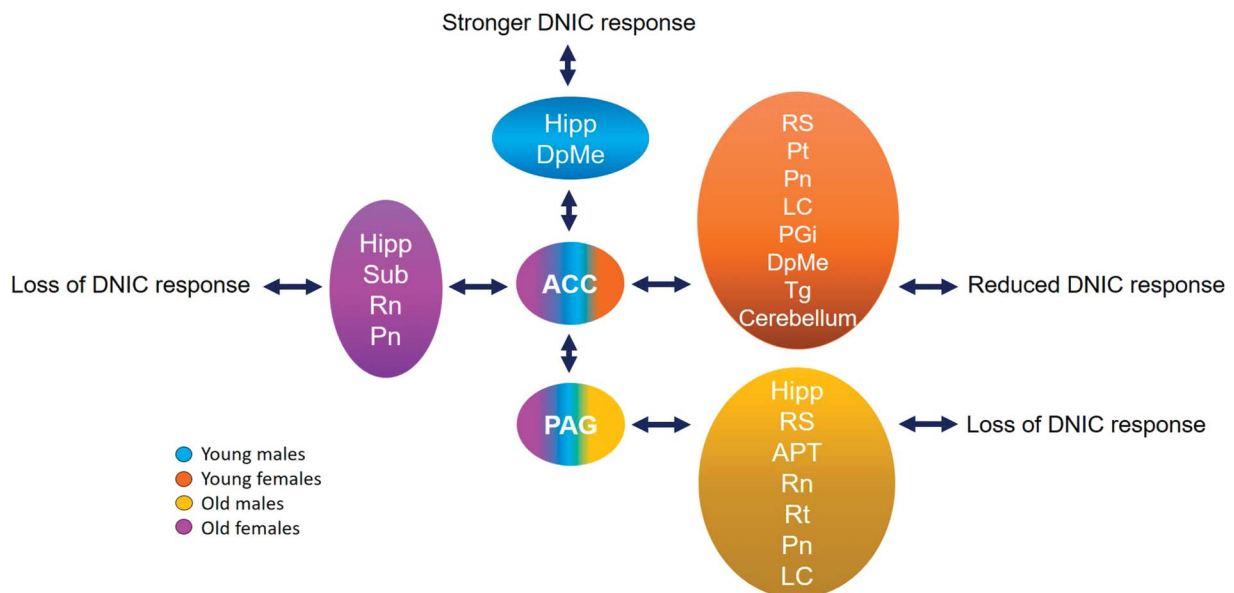 Stronger DNIC response
Hipp
DpMe
RS
Pt
Pn
LC
PGi
DpMe
Tg
Cerebellum
Hipp
Sub
Rn
Pn
Loss of DNIC response
ACC
Reduced DNIC response
PAG
Hipp
RS
APT
Rn
Rt
Pn
LC
Loss of DNIC response
Young males
Young females
Old males
Old females